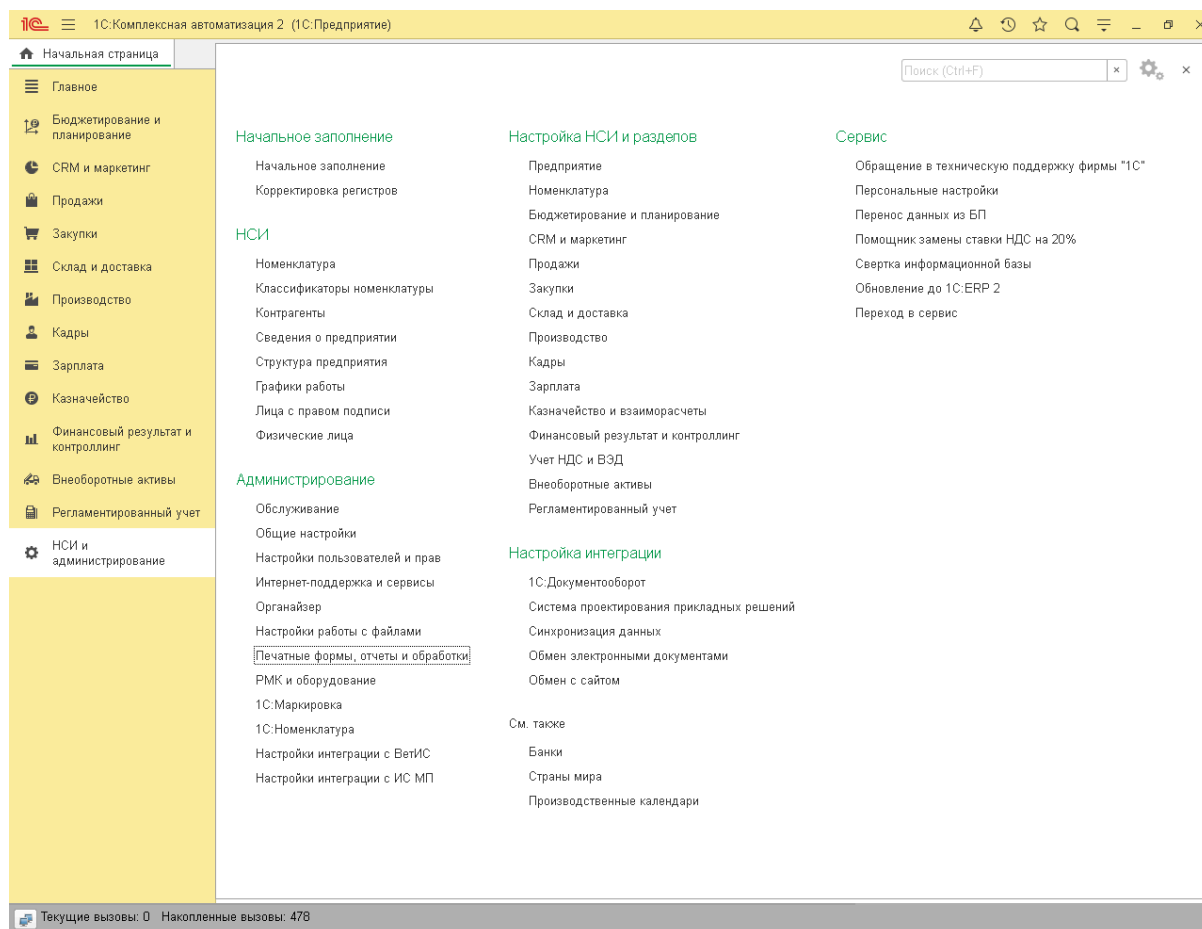 1С:Комплексная автоматизация 2 (1С:Предприятие)
Начальная страница
Поиск (Ctrl+F)
Главное
Бюджетирование и
планирование
CRM и маркетинг
Продажи
Закупки
Склад и доставка
Производство
Кадры
Зарплата
Казначейство
Финансовый результат и
контроллинг
Внеоборотные активы
Регламентированный учет
НСИ и
администрирование
Начальное заполнение
Начальное заполнение
Корректировка регистров
НСИ
Номенклатура
Классификаторы номенклатуры
Контрагенты
Сведения о предприятии
Структура предприятия
Графики работы
Лица с правом подписи
Физические лица
Администрирование
Обслуживание
Общие настройки
Настройки пользователей и прав
Интернет-поддержка и сервисы
Органайзер
Настройки работы с файлами
Печатные формы, отчеты и обработки
РМК и оборудование
1С:Маркировка
1С:Номенклатура
Настройки интеграции с ВетИС
Настройки интеграции с ИС МП
Настройка НСИ и разделов
Предприятие
Номенклатура
Бюджетирование и планирование
CRM и маркетинг
Продажи
Закупки
Склад и доставка
Производство
Кадры
Зарплата
Казначейство и взаиморасчеты
Финансовый результат и контроллинг
Учет НДС и ВЭД
Внеоборотные активы
Регламентированный учет
Настройка интеграции
1С:Документооборот
Система проектирования прикладных решений
Синхронизация данных
Обмен электронными документами
Обмен с сайтом
См. также
Банки
Страны мира
Производственные календари
Сервис
Обращение в техническую поддержку фирмы "1С"
Персональные настройки
Перенос данных из БП
Помощник замены ставки НДС на 20%
Свертка информационной базы
Обновление до 1С:ERP 2
Переход в сервис
Текущие вызовы: 0 Накопленные вызовы: 478